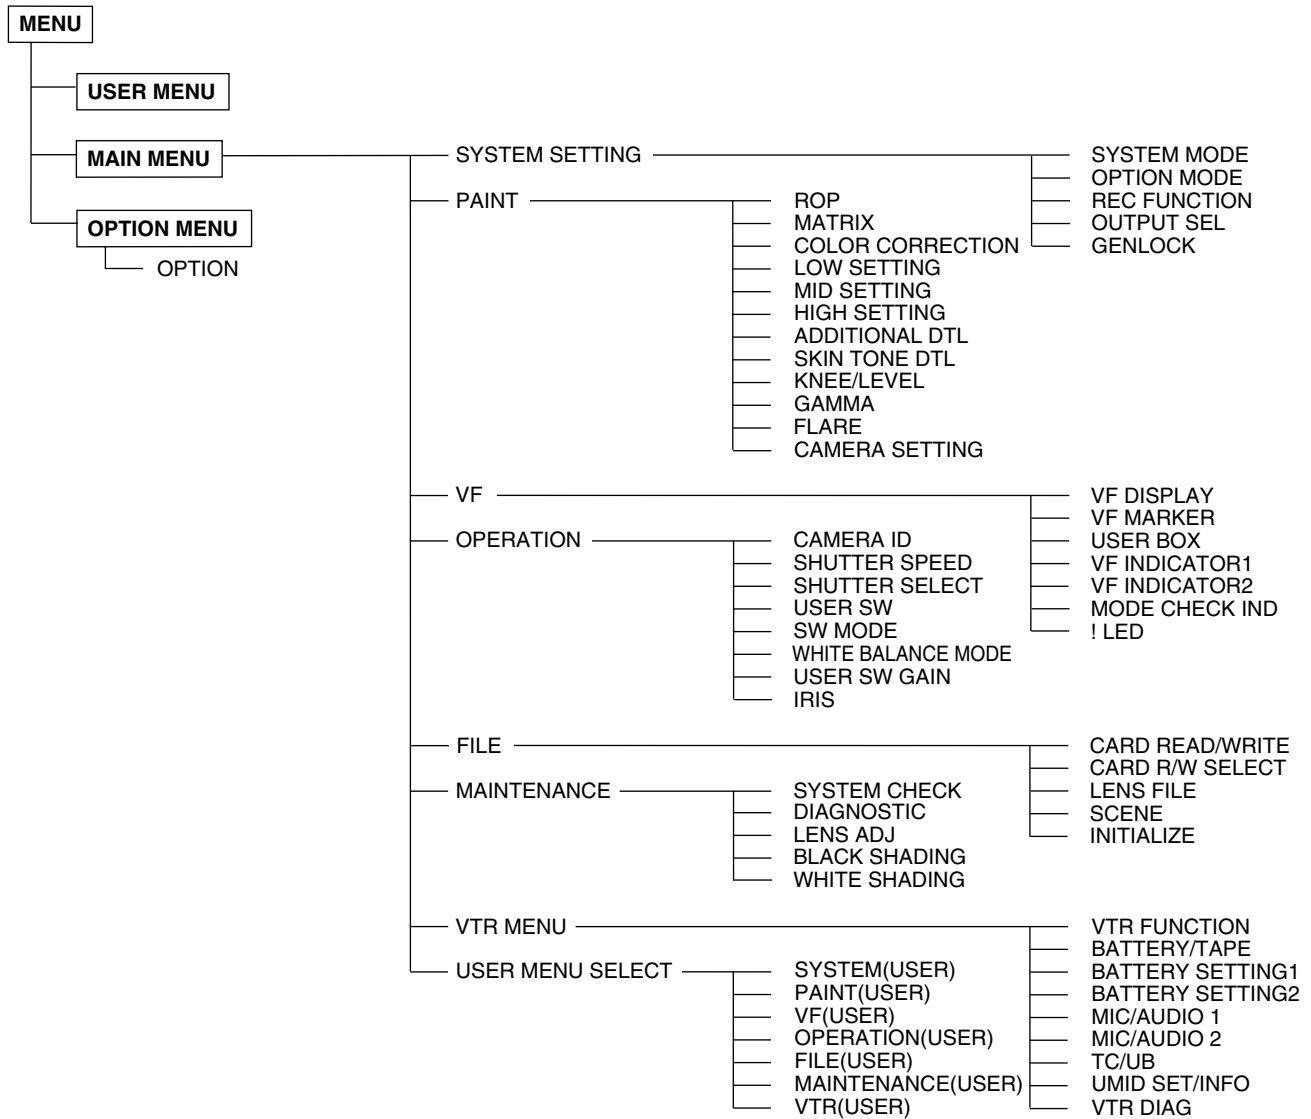 MENU
USER MENU
MAIN MENU
OPTION MENU
OPTION
SYSTEM SETTING
SYSTEM MODE
OPTION MODE
REC FUNCTION
OUTPUT SEL
GENLOCK
PAINT
ROP
MATRIX
COLOR CORRECTION
LOW SETTING
MID SETTING
HIGH SETTING
ADDITIONAL DTL
SKIN TONE DTL
KNEE/LEVEL
GAMMA
FLARE
CAMERA SETTING
VF
VF DISPLAY
VF MARKER
USER BOX
VF INDICATOR1
VF INDICATOR2
MODE CHECK IND
! LED
OPERATION
CAMERA ID
SHUTTER SPEED
SHUTTER SELECT
USER SW
SW MODE
WHITE BALANCE MODE
USER SW GAIN
IRIS
FILE
CARD READ/WRITE
CARD R/W SELECT
LENS FILE
SCENE
INITIALIZE
MAINTENANCE
SYSTEM CHECK
DIAGNOSTIC
LENS ADJ
BLACK SHADING
WHITE SHADING
VTR MENU
VTR FUNCTION
BATTERY/TAPE
BATTERY SETTING1
BATTERY SETTING2
MIC/AUDIO 1
MIC/AUDIO 2
TC/UB
UMID SET/INFO
VTR DIAG
USER MENU SELECT
SYSTEM(USER)
PAINT(USER)
VF(USER)
OPERATION(USER)
FILE(USER)
MAINTENANCE(USER)
VTR(USER)